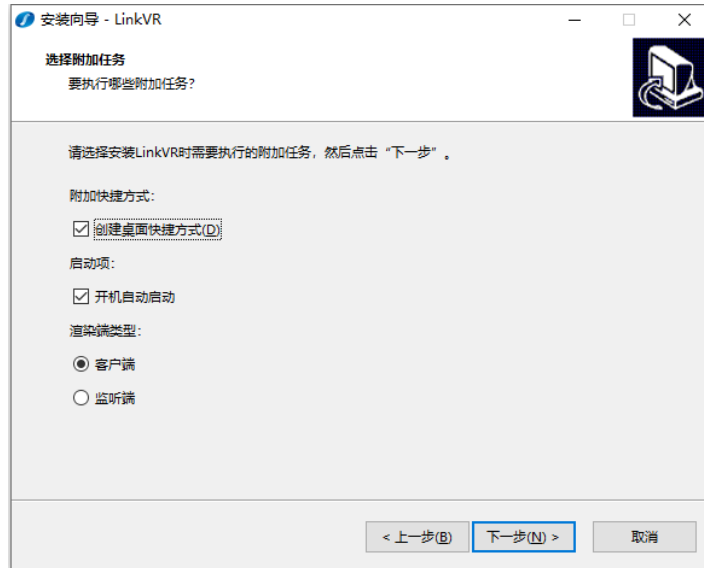 安装向导 - LinkVR
选择附加任务
要执行哪些附加任务?
请选择安装LinkVR时需要执行的附加任务，然后点击“下一步”。
附加快捷方式:
创建桌面快捷方式(D)
启动项:
开机自动启动
渲染端类型:
客户端
监听端
< 上一步(B) 下一步(N) > 取消